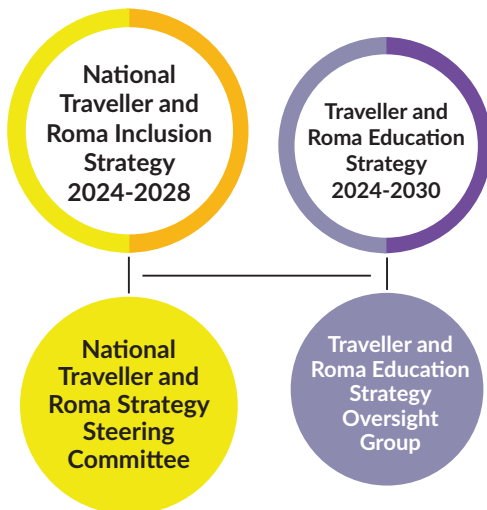 National
Traveller and
Roma Inclusion
Strategy
2024-2028
Traveller and
Roma Education
Strategy
2024-2030
National
Traveller and
Roma Strategy
Steering
Committee
Traveller and
Roma Education
Strategy
Oversight
Group